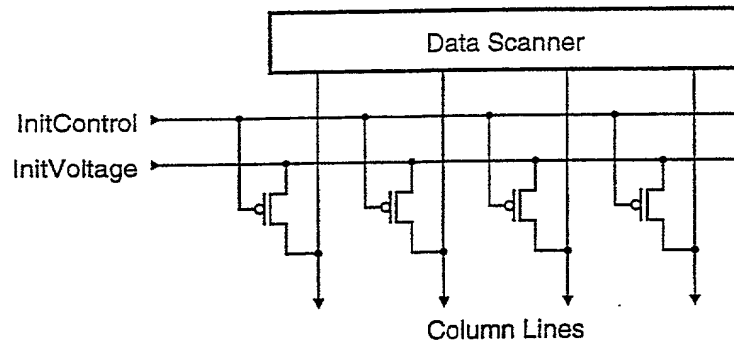 Data Scanner
InitControl
InitVoltage
Column Lines